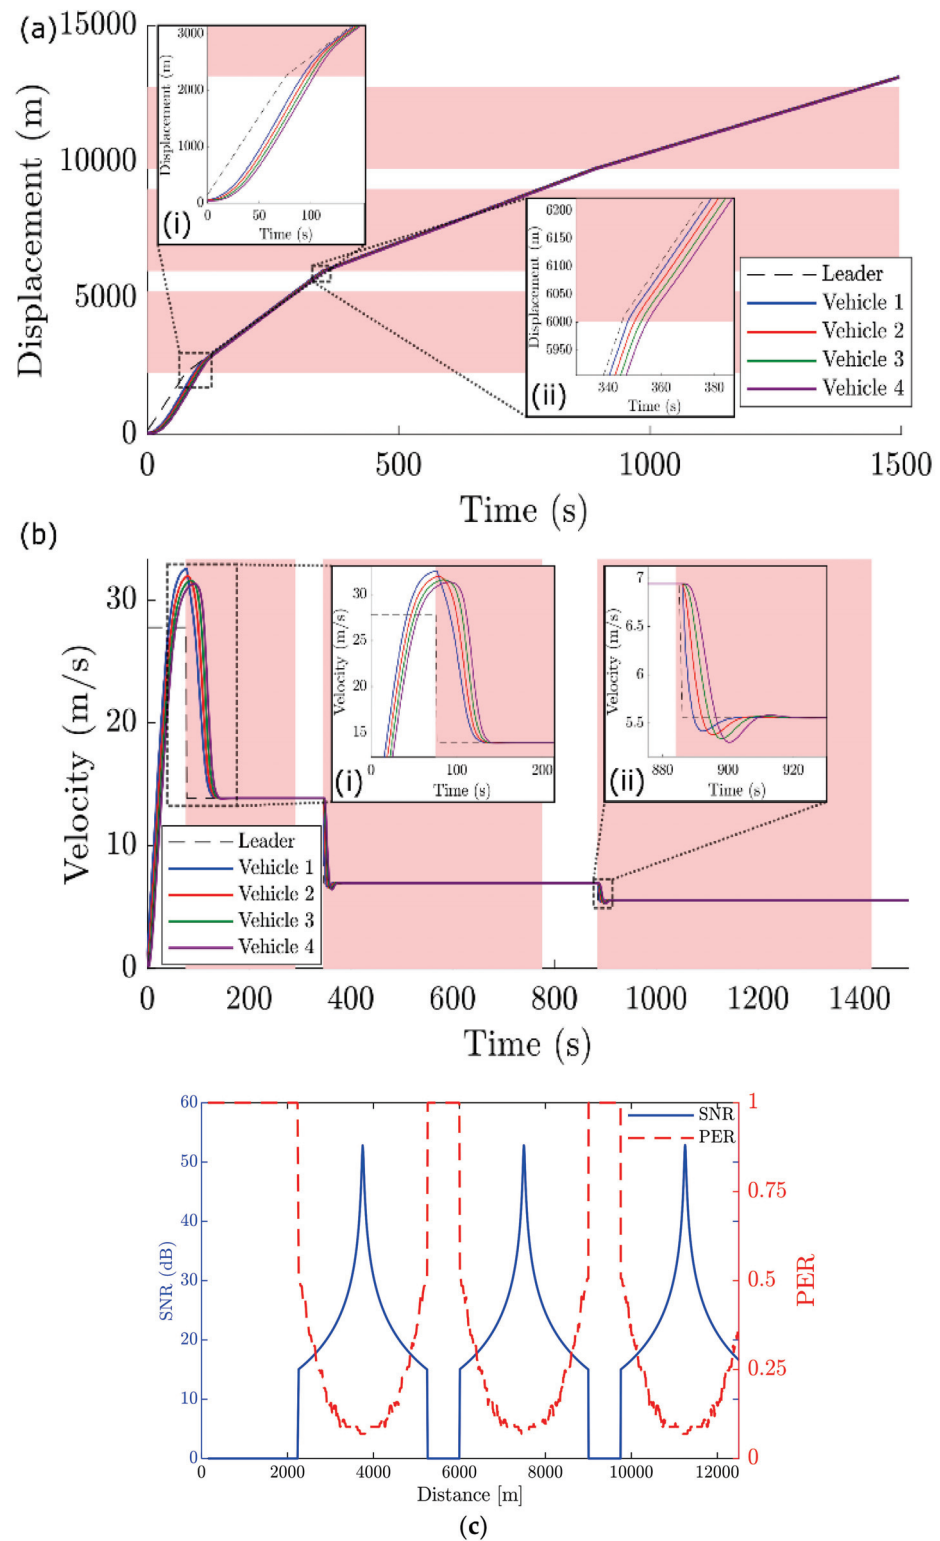 (a)
15000
10000
5000
0
Displacement (m)
0
500
1000
1500
Time (s)
3000
2000
1000
0
Displacement (m)
0
50
100
Time (s)
(i)
6200
6150
6100
6050
6000
5950
Displacement (m)
340
360
380
Time (s)
(ii)
Leader
Vehicle 1
Vehicle 2
Vehicle 3
Vehicle 4
(b)
30
20
10
0
Velocity (m/s)
0
200
400
600
800
1000
1200
1400
Time (s)
30
25
20
15
Velocity (m/s)
0
100
200
Time (s)
(i)
7
6.5
6
5.5
Velocity (m/s)
880
900
920
Time (s)
(ii)
Leader
Vehicle 1
Vehicle 2
Vehicle 3
Vehicle 4
60
50
40
30
20
10
0
SNR (dB)
1
0.75
0.5
0.25
0
PER
SNR
PER
0
2000
4000
6000
8000
10000
12000
Distance [m]
(c)